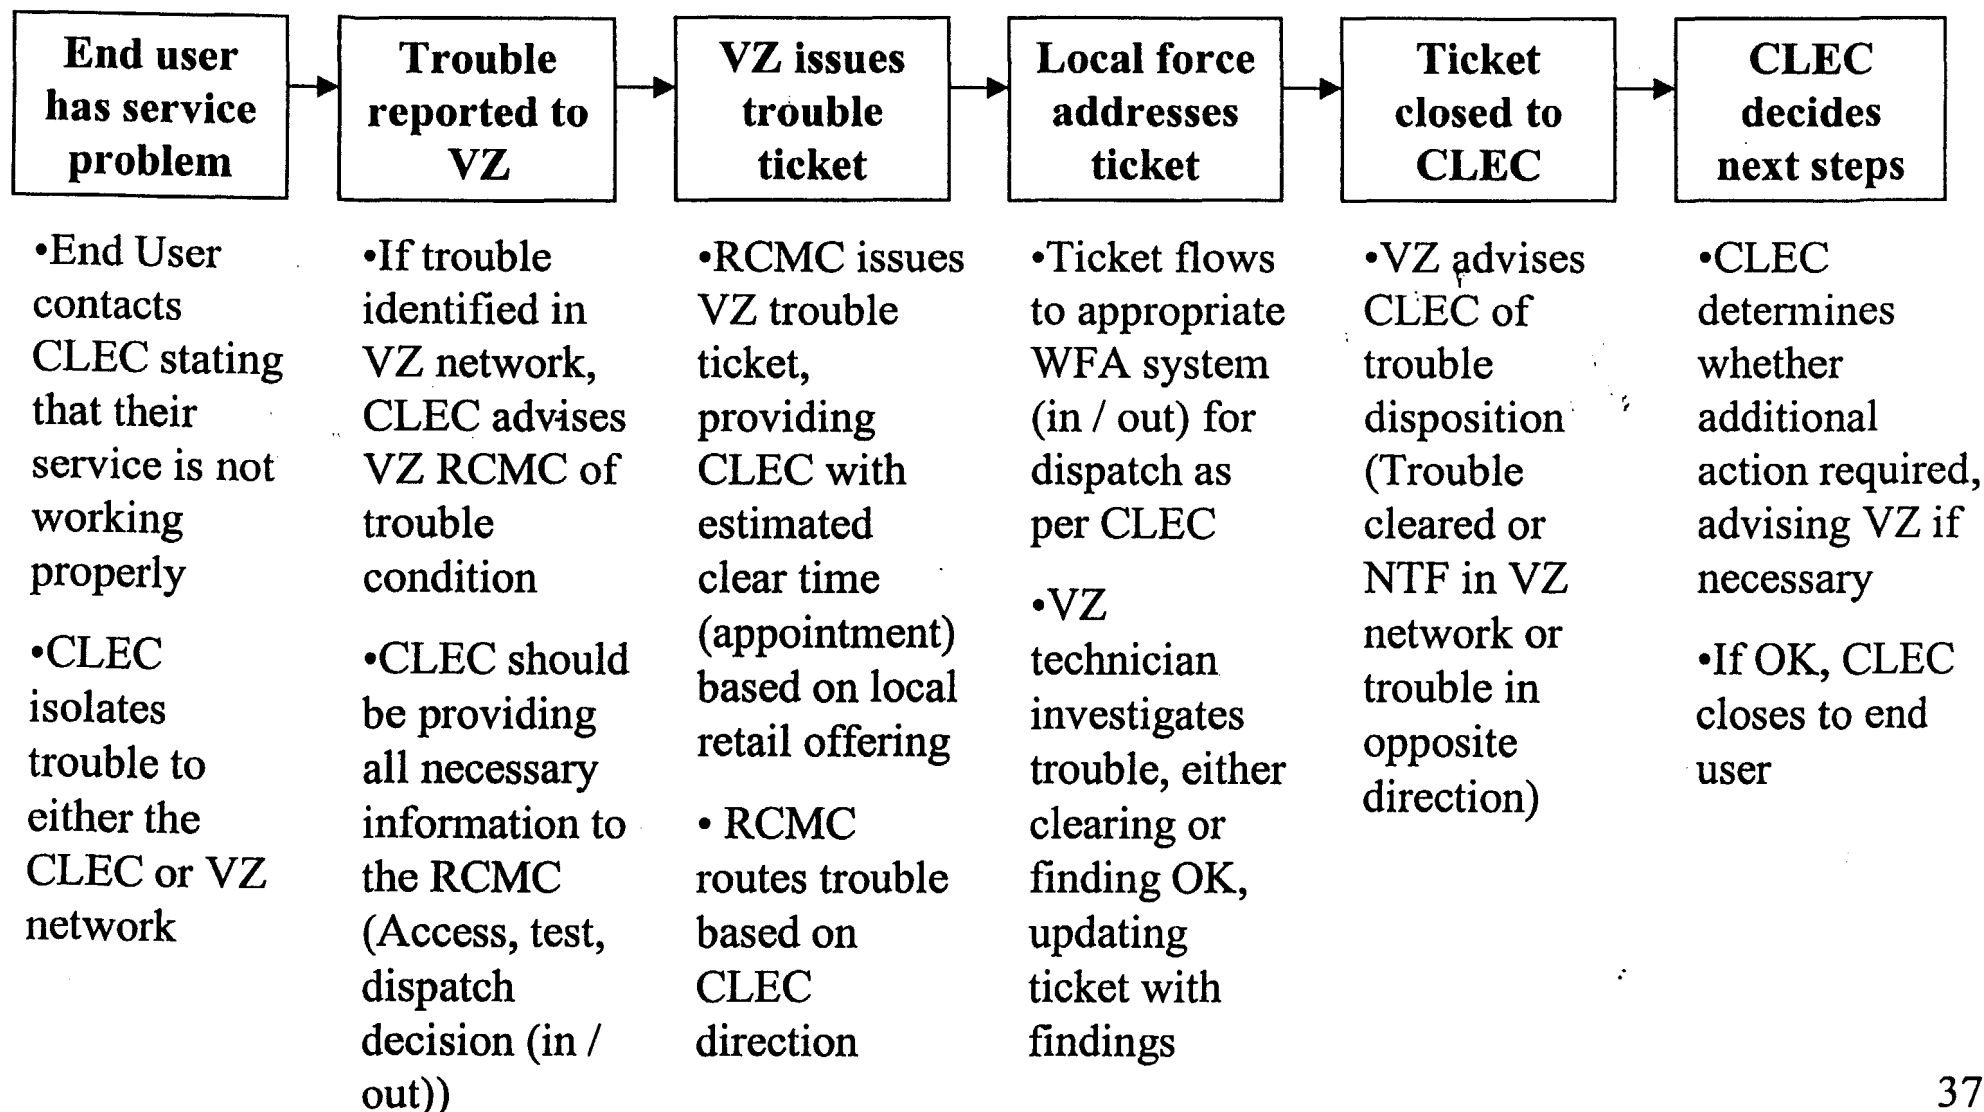 End user
has service
problem
Trouble
reported to
VZ
VZ issues
trouble
ticket
Local force
addresses
ticket
Ticket
closed to
CLEC
CLEC
decides
next steps
•End User
contacts
CLEC stating
that their
service is not
working
properly
•CLEC
isolates
trouble to
either the
CLEC or VZ
network
•If trouble
identified in
VZ network,
CLEC advises
VZ RCMC of
trouble
condition
•CLEC should
be providing
all necessary
information to
the RCMC
(Access, test,
dispatch
decision (in /
out))
•RCMC issues
VZ trouble
ticket,
providing
CLEC with
estimated
clear time
(appointment)
based on local
retail offering
• RCMC
routes trouble
based on
CLEC
direction
•Ticket flows
to appropriate
WFA system
(in / out) for
dispatch as
per CLEC
•VZ
technician
investigates
trouble, either
clearing or
finding OK,
updating
ticket with
findings
•VZ advises
CLEC of
trouble
disposition
(Trouble
cleared or
NTF in VZ
network or
trouble in
opposite
direction)
•CLEC
determines
whether
additional
action required,
advising VZ if
necessary
•If OK, CLEC
closes to end
user
37